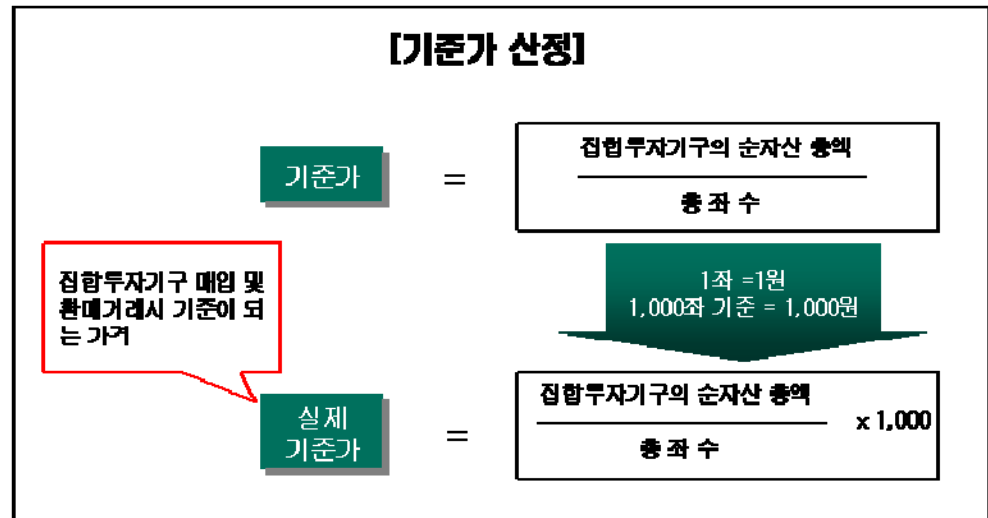 [기준가 산정]
기준가
=
집합투자기구의 순자산 총액
총 좌 수
집합투자기구 매입 및
환매거래시 기준이 되
는 가격
1좌 =1원
1,000좌 기준 = 1,000원
실제
기준가
=
집합투자기구의 순자산 총액
총 좌 수
x 1,000